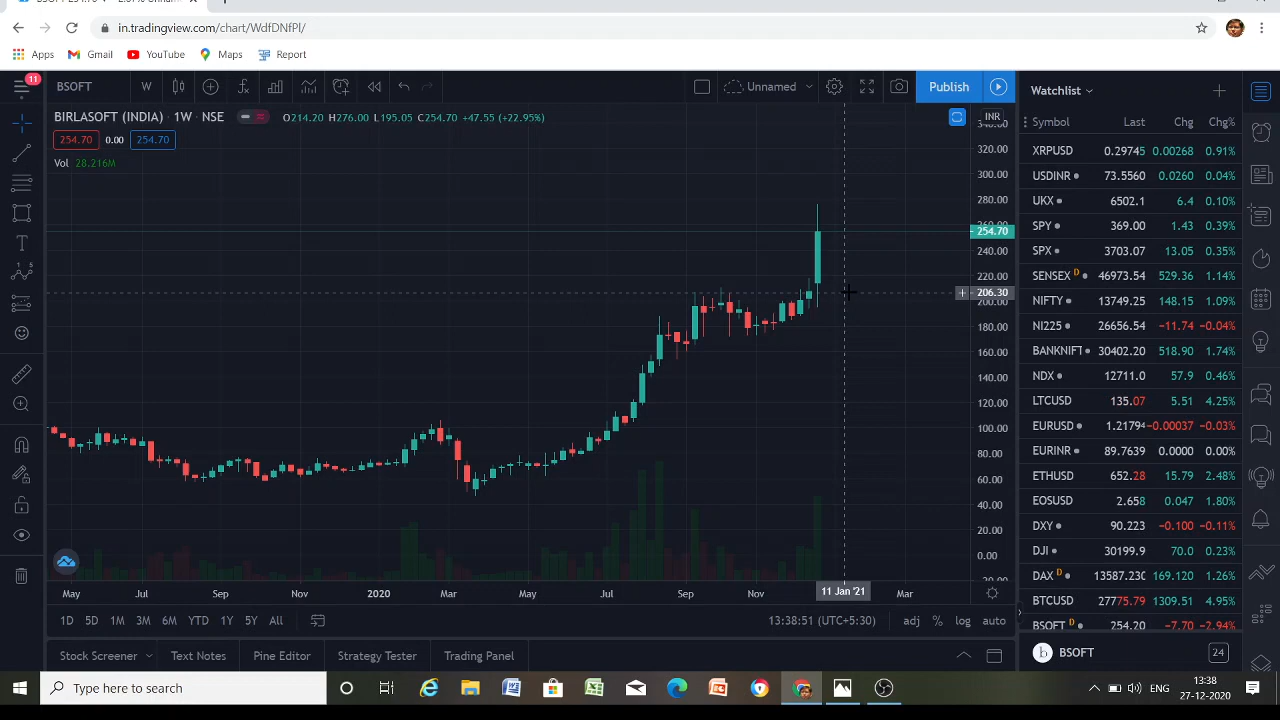 in.tradingview.com/chart/WdfDNfPl/
Apps Gmail YouTube Maps Report
11
BSOFT W Unnamed Publish
BIRLASOFT (INDIA) 1W NSE O214.20 H276.00 L195.05 C254.70 +47.55 (+22.95%)
254.70 0.00 254.70
Vol 28.216M
INR
320.00
300.00
280.00
254.70
240.00
220.00
206.30
200.00
180.00
160.00
140.00
120.00
100.00
80.00
60.00
40.00
20.00
0.00
May Jul Sep Nov 2020 Mar May Jul Sep Nov 11 Jan '21 Mar
1D 5D 1M 3M 6M YTD 1Y 5Y All 13:38:51 (UTC+5:30) adj % log auto
Stock Screener Text Notes Pine Editor Strategy Tester Trading Panel
Watchlist
Symbol Last Chg Chg%
XRPUSD 0.29745 0.00268 0.91%
USDINR 73.5560 0.0260 0.04%
UKX 6502.1 6.4 0.10%
SPY 369.00 1.43 0.39%
SPX 3703.07 13.05 0.35%
SENSEX D 46973.54 529.36 1.14%
NIFTY 13749.25 148.15 1.09%
NI225 26656.54 −11.74 −0.04%
BANKNIFT 30402.20 518.90 1.74%
NDX 12711.0 57.9 0.46%
LTCUSD 135.07 5.51 4.25%
EURUSD 1.21794 −0.00037 −0.03%
EURINR 89.7639 0.0000 0.00%
ETHUSD 652.28 15.79 2.48%
EOSUSD 2.658 0.047 1.80%
DXY 90.223 −0.100 −0.11%
DJI 30199.9 70.0 0.23%
DAX D 13587.230 169.120 1.26%
BTCUSD 27775.79 1309.51 4.95%
BSOFT D 254.20 −7.70 −2.94%
b BSOFT 24
Type here to search
ENG 13:38
27-12-2020